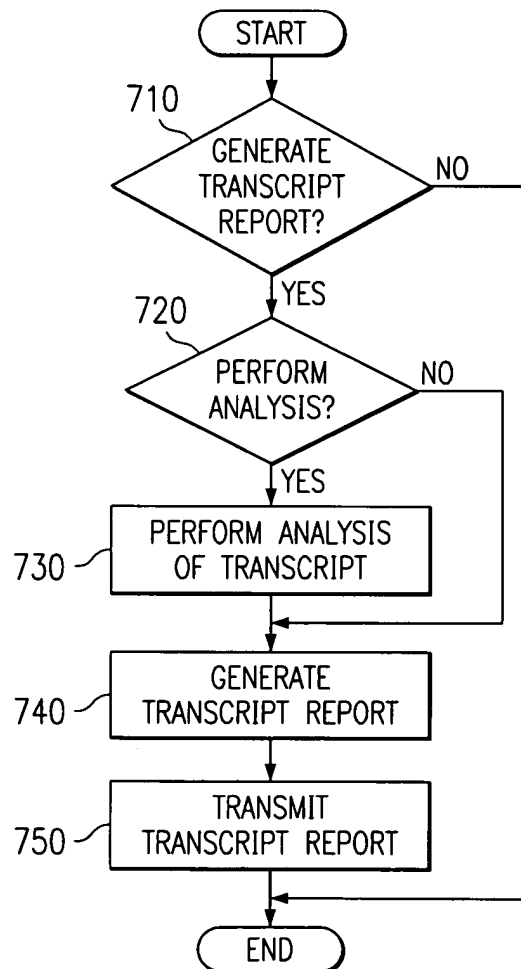 START
710
GENERATE
TRANSCRIPT
REPORT?
NO
YES
720
PERFORM
ANALYSIS?
NO
YES
730
PERFORM ANALYSIS
OF TRANSCRIPT
740
GENERATE
TRANSCRIPT REPORT
750
TRANSMIT
TRANSCRIPT REPORT
END